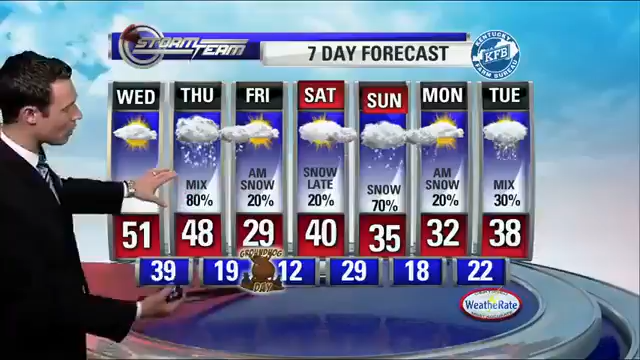 STORM TEAM
7 DAY FORECAST
KENTUCKY
KFB
FARM BUREAU
WED THU FRI SAT SUN MON TUE
MIX
80%
AM
SNOW
20%
SNOW
LATE
20%
SNOW
70%
AM
SNOW
20%
MIX
30%
51 48 29 40 35 32 38
GROUNDHOG
DAY
39 19 12 29 18 22
WeatheRate